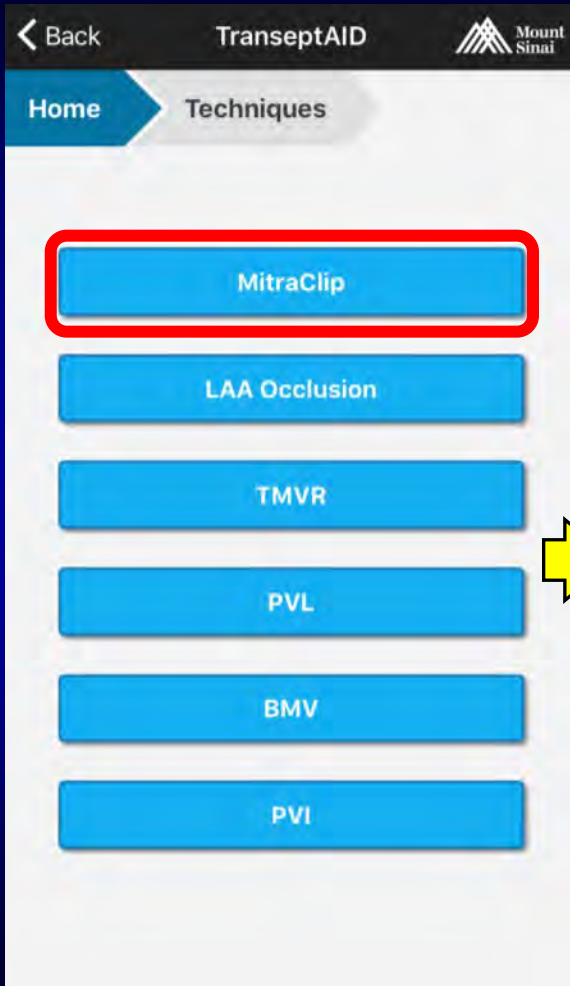 Back TranseptAID Mount
Sinai
Home Techniques
MitraClip
LAA Occlusion
TMVR
PVL
BMV
PVI